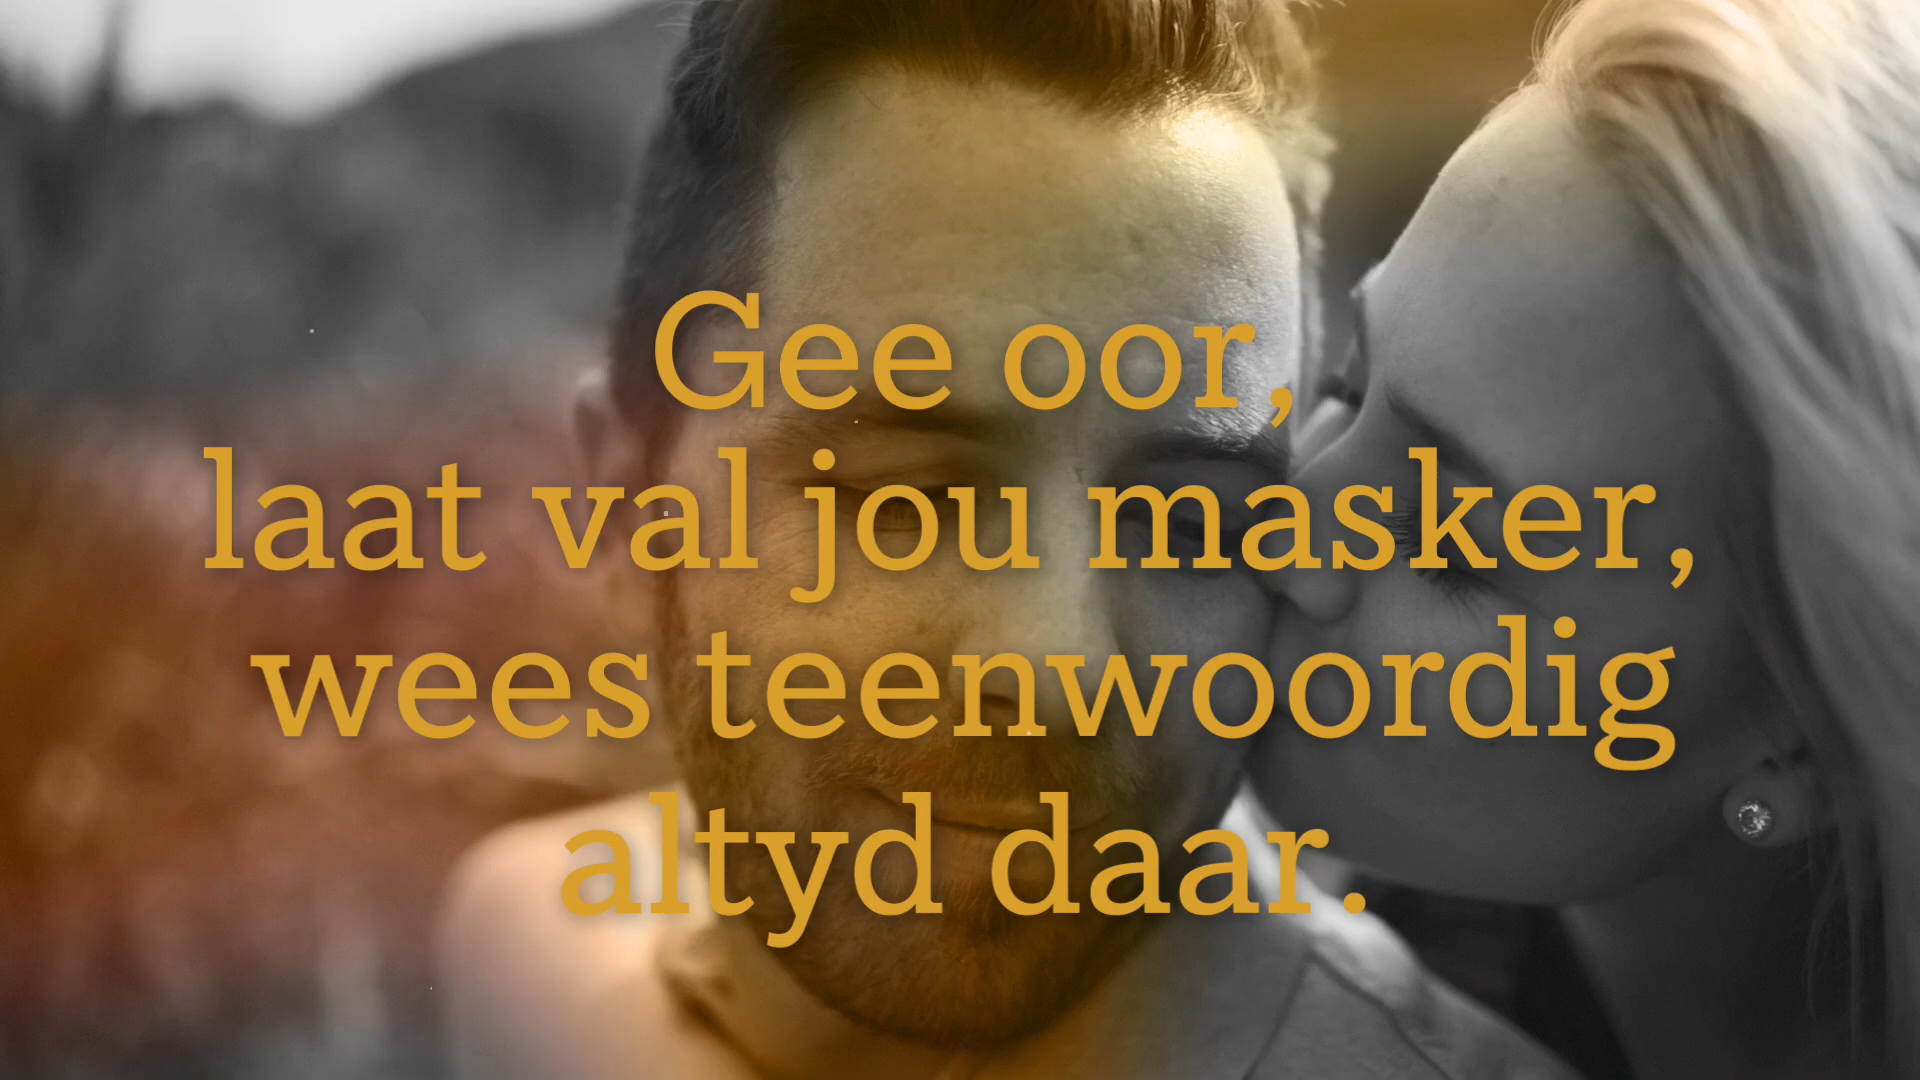 Gee oor,
laat val jou masker,
wees teenwoordig
altyd daar.